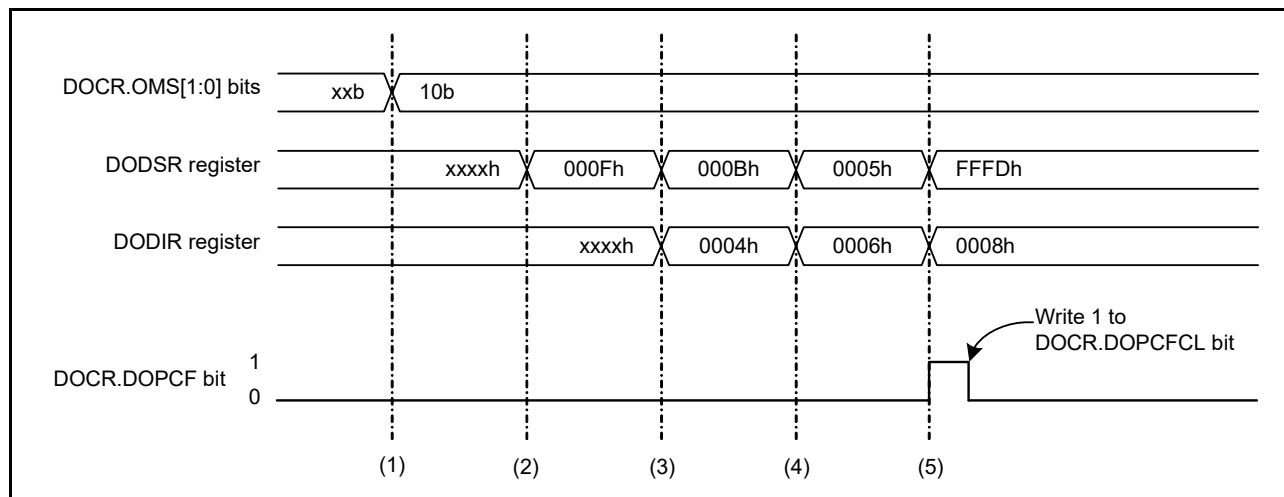 DOCR.OMS[1:0] bits xxb 10b
DODSR register xxxxh 000Fh 000Bh 0005h FFFDh
DODIR register xxxxh 0004h 0006h 0008h
Write 1 to
DOCR.DOPCFCL bit
1
DOCR.DOPCF bit
0
(1) (2) (3) (4) (5)